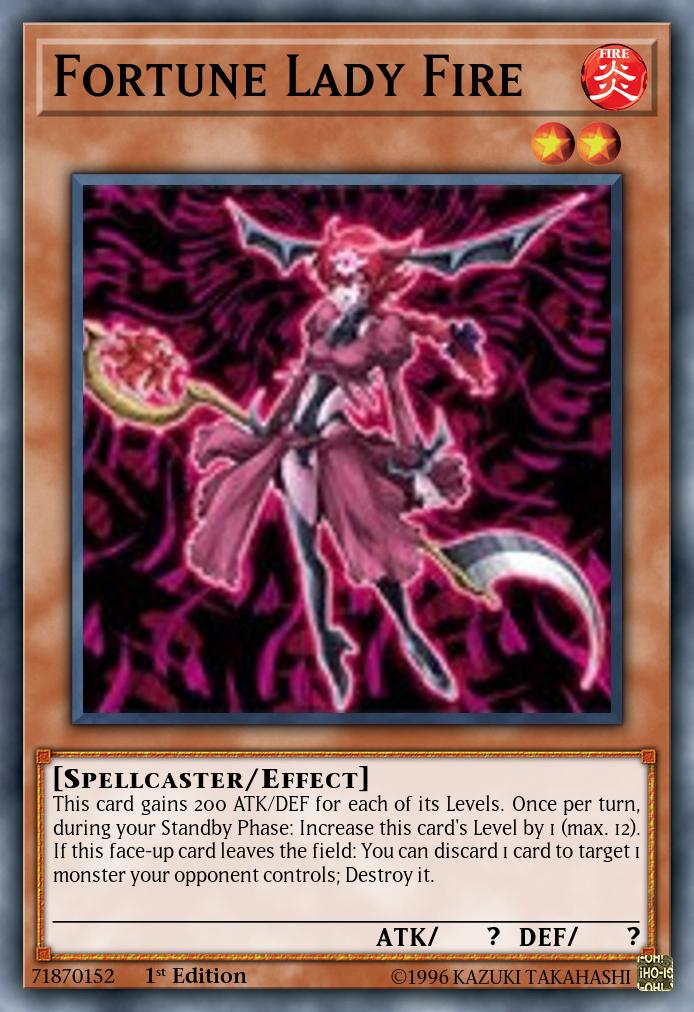 Fortune Lady Fire
FIRE
炎
[Spellcaster/Effect]
This card gains 200 ATK/DEF for each of its Levels. Once per turn,
during your Standby Phase: Increase this card's Level by 1 (max. 12).
If this face-up card leaves the field: You can discard 1 card to target 1
monster your opponent controls; Destroy it.
ATK/ ? DEF/ ?
71870152 1st Edition ©1996 KAZUKI TAKAHASHI